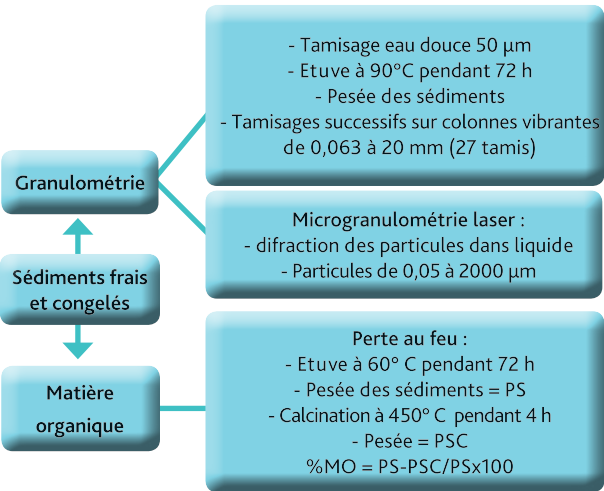 - Tamisage eau douce 50 µm
- Etuve à 90°C pendant 72 h
- Pesée des sédiments
- Tamisages successifs sur colonnes vibrantes
de 0,063 à 20 mm (27 tamis)
Granulométrie
Microgranulométrie laser :
- difraction des particules dans liquide
- Particules de 0,05 à 2000 µm
Sédiments frais
et congelés
Perte au feu :
- Etuve à 60° C pendant 72 h
- Pesée des sédiments = PS
- Calcination à 450° C pendant 4 h
- Pesée = PSC
%MO = PS-PSC/PSx100
Matière
organique